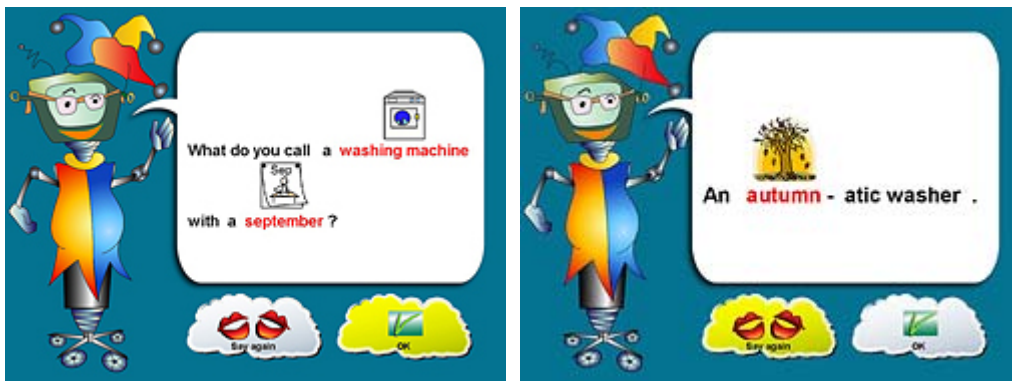 Sep
What do you call a washing machine
with a september ?
Say again
OK
An autumn - atic washer .
Say again
OK